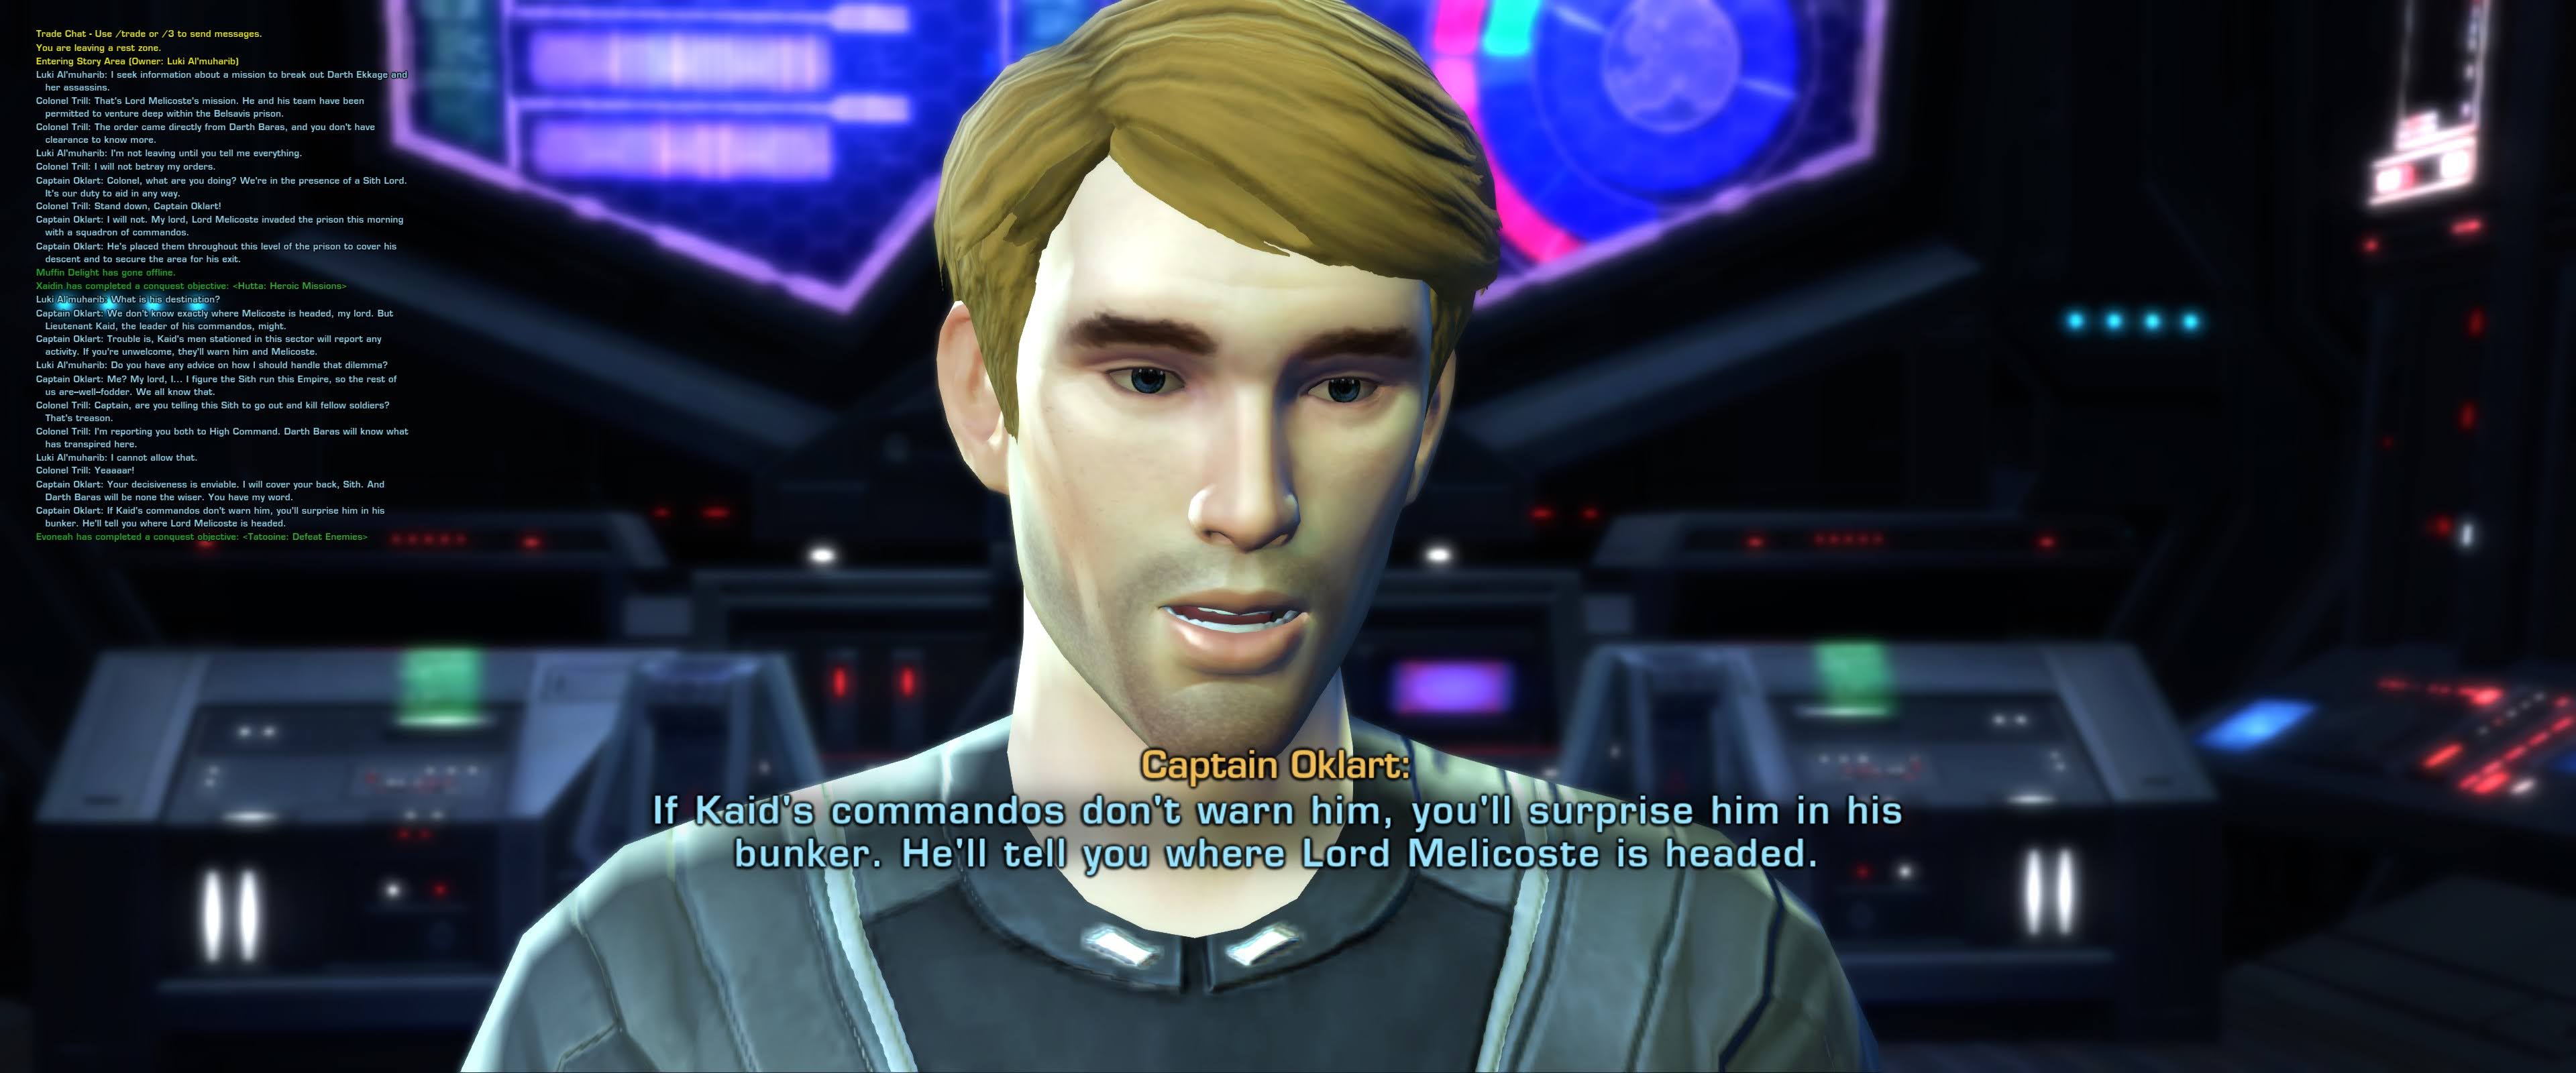 Trade Chat - Use /trade or /3 to send messages.
You are leaving a rest zone.
Entering Story Area (Owner: Luki Al'muharib)
Luki Al'muharib: I seek information about a mission to break out Darth Ekkage and
her assassins.
Colonel Trill: That's Lord Melicoste's mission. He and his team have been
permitted to venture deep within the Belsavis prison.
Colonel Trill: The order came directly from Darth Baras, and you don't have
clearance to know more.
Luki Al'muharib: I'm not leaving until you tell me everything.
Colonel Trill: I will not betray my orders.
Captain Oklart: Colonel, what are you doing? We're in the presence of a Sith Lord.
It's our duty to aid in any way.
Colonel Trill: Stand down, Captain Oklart!
Captain Oklart: I will not. My lord, Lord Melicoste invaded the prison this morning
with a squadron of commandos.
Captain Oklart: He's placed them throughout this level of the prison to cover his
descent and to secure the area for his exit.
Muffin Delight has gone offline.
Xaidin has completed a conquest objective: <Hutta: Heroic Missions>
Luki Al'muharib: What is his destination?
Captain Oklart: We don't know exactly where Melicoste is headed, my lord. But
Lieutenant Kaid, the leader of his commandos, might.
Captain Oklart: Trouble is, Kaid's men stationed in this sector will report any
activity. If you're unwelcome, they'll warn him and Melicoste.
Luki Al'muharib: Do you have any advice on how I should handle that dilemma?
Captain Oklart: Me? My lord, I... I figure the Sith run this Empire, so the rest of
us are–well–fodder. We all know that.
Colonel Trill: Captain, are you telling this Sith to go out and kill fellow soldiers?
That's treason.
Colonel Trill: I'm reporting you both to High Command. Darth Baras will know what
has transpired here.
Luki Al'muharib: I cannot allow that.
Colonel Trill: Yeaaaar!
Captain Oklart: Your decisiveness is enviable. I will cover your back, Sith. And
Darth Baras will be none the wiser. You have my word.
Captain Oklart: If Kaid's commandos don't warn him, you'll surprise him in his
bunker. He'll tell you where Lord Melicoste is headed.
Evoneah has completed a conquest objective: <Tatooine: Defeat Enemies>
Captain Oklart:
If Kaid's commandos don't warn him, you'll surprise him in his
bunker. He'll tell you where Lord Melicoste is headed.